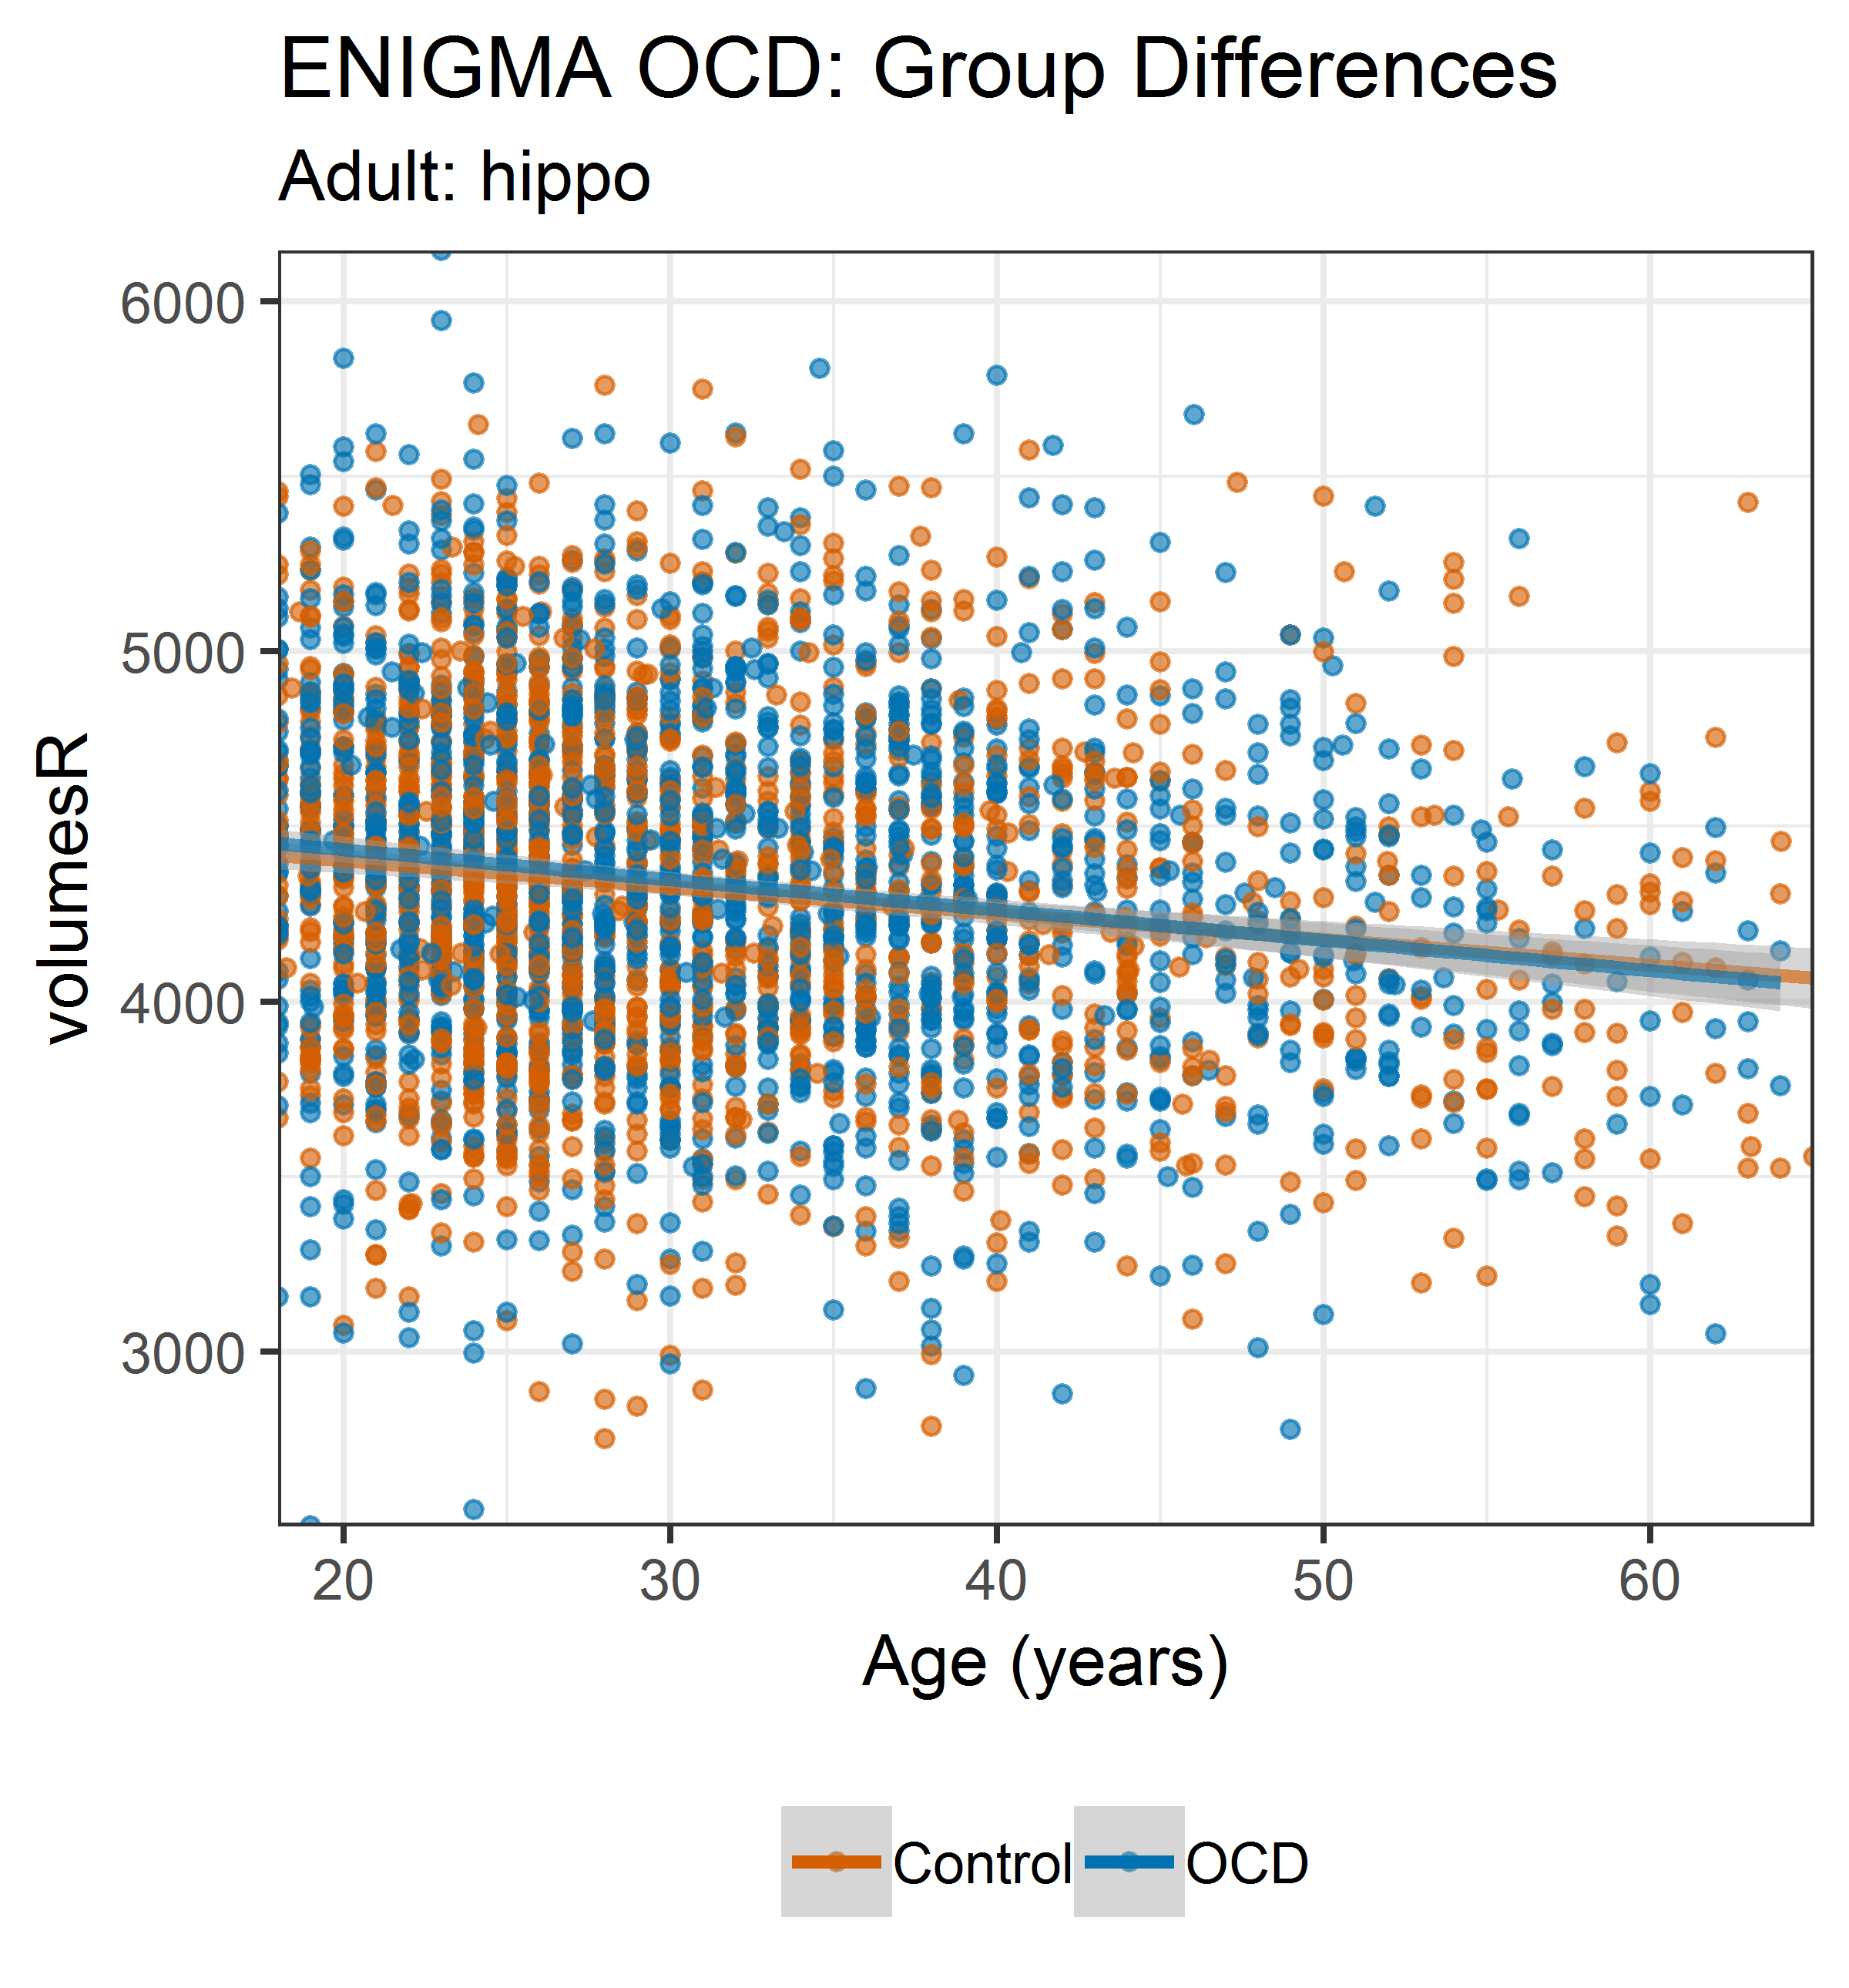 ENIGMA OCD: Group Differences
Adult: hippo
volumesR
6000
5000
4000
3000
20 30 40 50 60
Age (years)
Control OCD